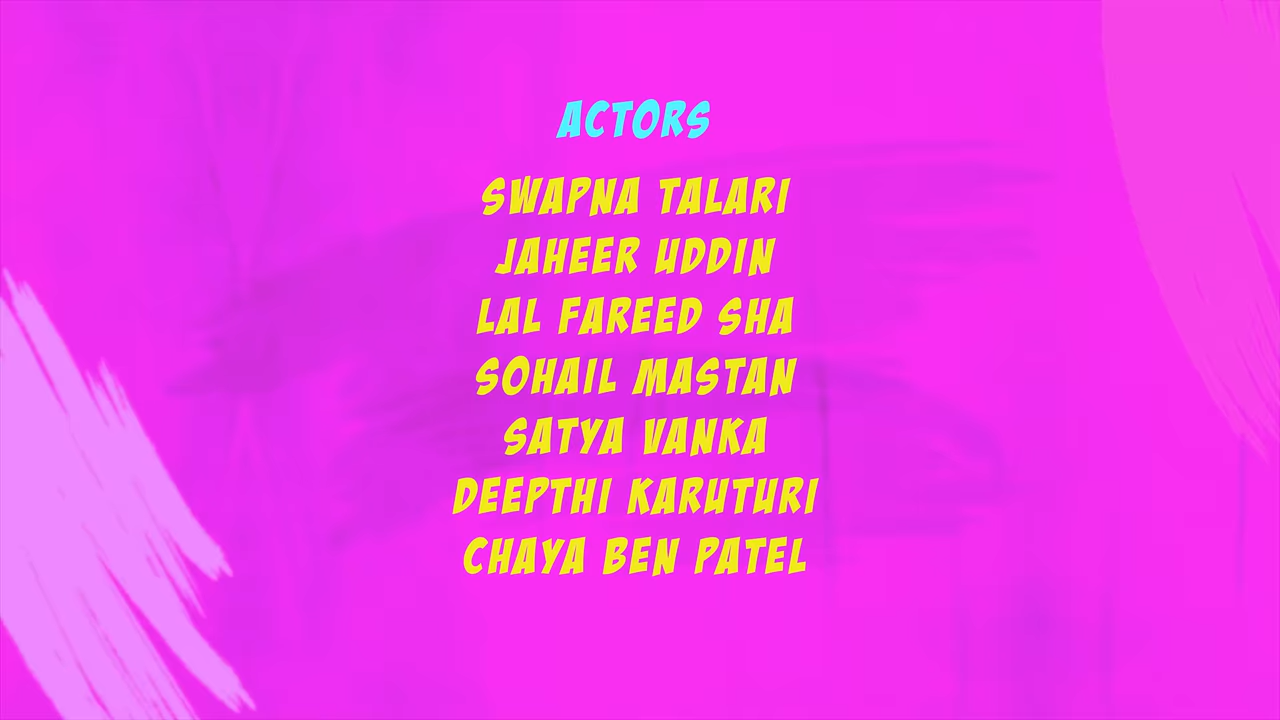 ACTORS
SWAPNA TALARI
JAHEER UDDIN
LAL FAREED SHA
SOHAIL MASTAN
SATYA VANKA
DEEPTHI KARUTURI
CHAYA BEN PATEL